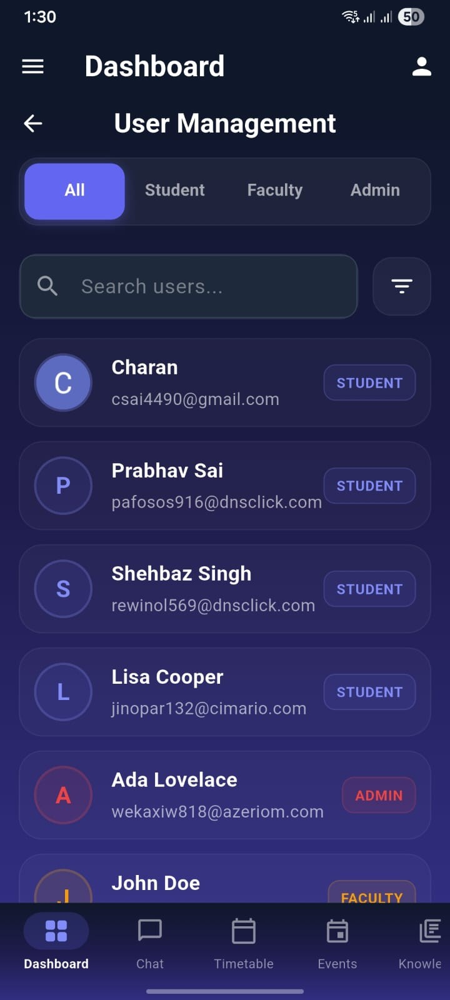 1:30
5
50
Dashboard
User Management
All Student Faculty Admin
Search users...
C
Charan
csai4490@gmail.com
STUDENT
P
Prabhav Sai
pafosos916@dnsclick.com
STUDENT
S
Shehbaz Singh
rewinol569@dnsclick.com
STUDENT
L
Lisa Cooper
jinopar132@cimario.com
STUDENT
A
Ada Lovelace
wekaxiw818@azeriom.com
ADMIN
J
John Doe
FACULTY
Dashboard Chat Timetable Events Knowle